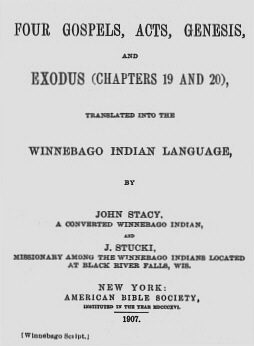 FOUR GOSPELS, ACTS, GENESIS,
AND
EXODUS (CHAPTERS 19 AND 20),
TRANSLATED INTO THE
WINNEBAGO INDIAN LANGUAGE,
BY
JOHN STACY,
A CONVERTED WINNEBAGO INDIAN,
AND
J. STUCKI,
MISSIONARY AMONG THE WINNEBAGO INDIANS LOCATED
AT BLACK RIVER FALLS, WIS.
NEW YORK:
AMERICAN BIBLE SOCIETY,
INSTITUTED IN THE YEAR MDCCCXVI.
1907.
[Winnebago Script.]